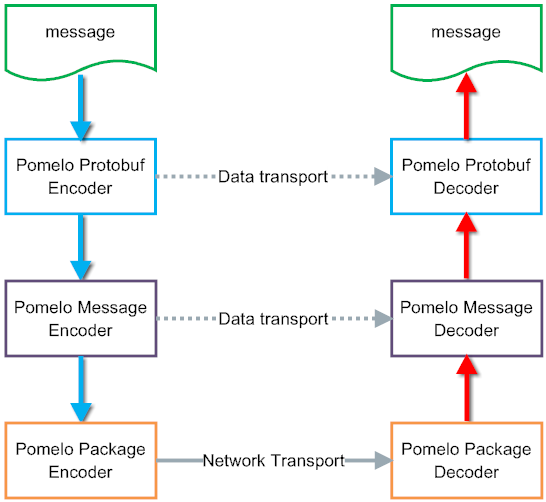 message
message
Pomelo Protobuf
Encoder
Data transport
Pomelo Protobuf
Decoder
Pomelo Message
Encoder
Data transport
Pomelo Message
Decoder
Pomelo Package
Encoder
Network Transport
Pomelo Package
Decoder